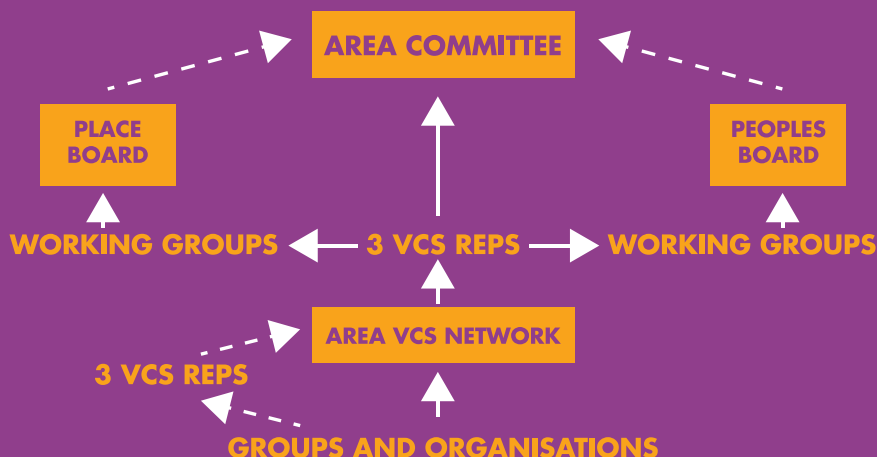 AREA COMMITTEE
PLACE
BOARD
PEOPLES
BOARD
WORKING GROUPS
3 VCS REPS
WORKING GROUPS
AREA VCS NETWORK
3 VCS REPS
GROUPS AND ORGANISATIONS